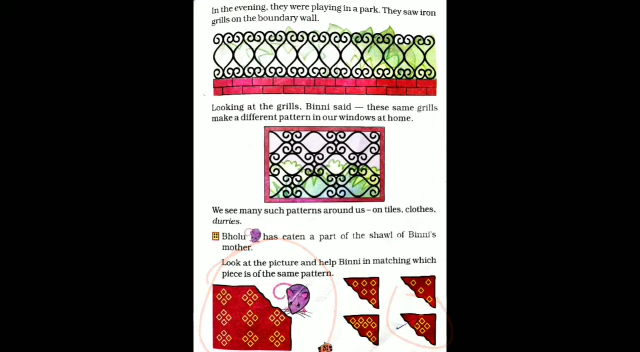 In the evening, they were playing in a park. They saw iron
grills on the boundary wall.
Looking at the grills, Binni said — these same grills
make a different pattern in our windows at home.
We see many such patterns around us – on tiles, clothes,
durries.
Bholu has eaten a part of the shawl of Binni's
mother.
Look at the picture and help Binni in matching which
piece is of the same pattern.